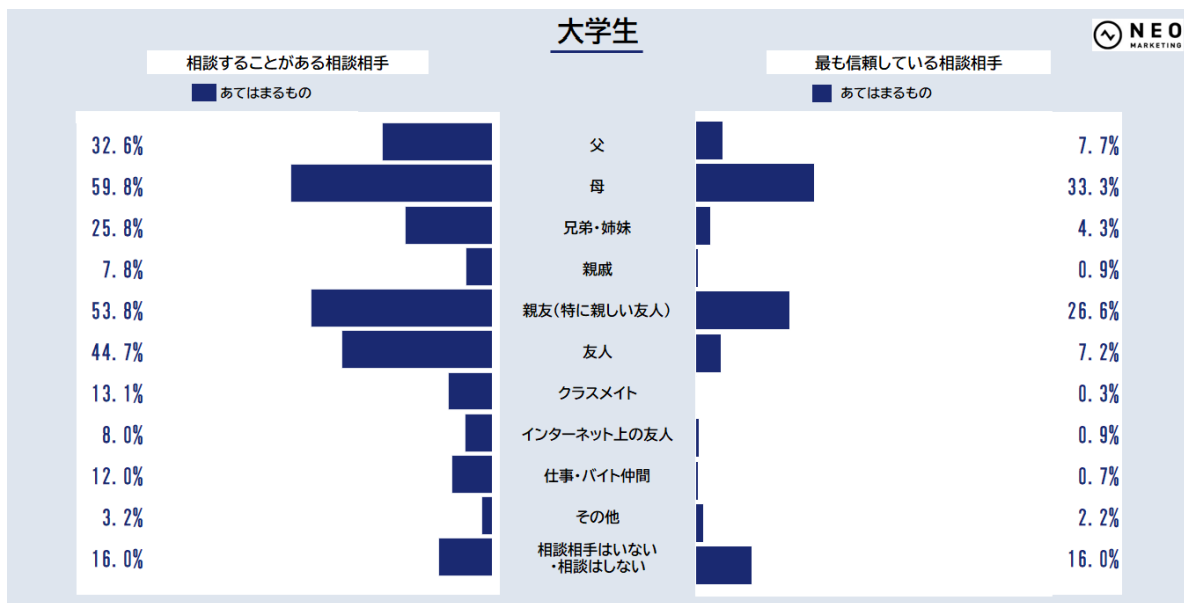 大学生
NEO
MARKETING
相談することがある相談相手
最も信頼している相談相手
あてはまるもの
あてはまるもの
32.6% 父 7.7%
59.8% 母 33.3%
25.8% 兄弟・姉妹 4.3%
7.8% 親戚 0.9%
53.8% 親友(特に親しい友人) 26.6%
44.7% 友人 7.2%
13.1% クラスメイト 0.3%
8.0% インターネット上の友人 0.9%
12.0% 仕事・バイト仲間 0.7%
3.2% その他 2.2%
16.0% 相談相手はいない 16.0%
・相談はしない